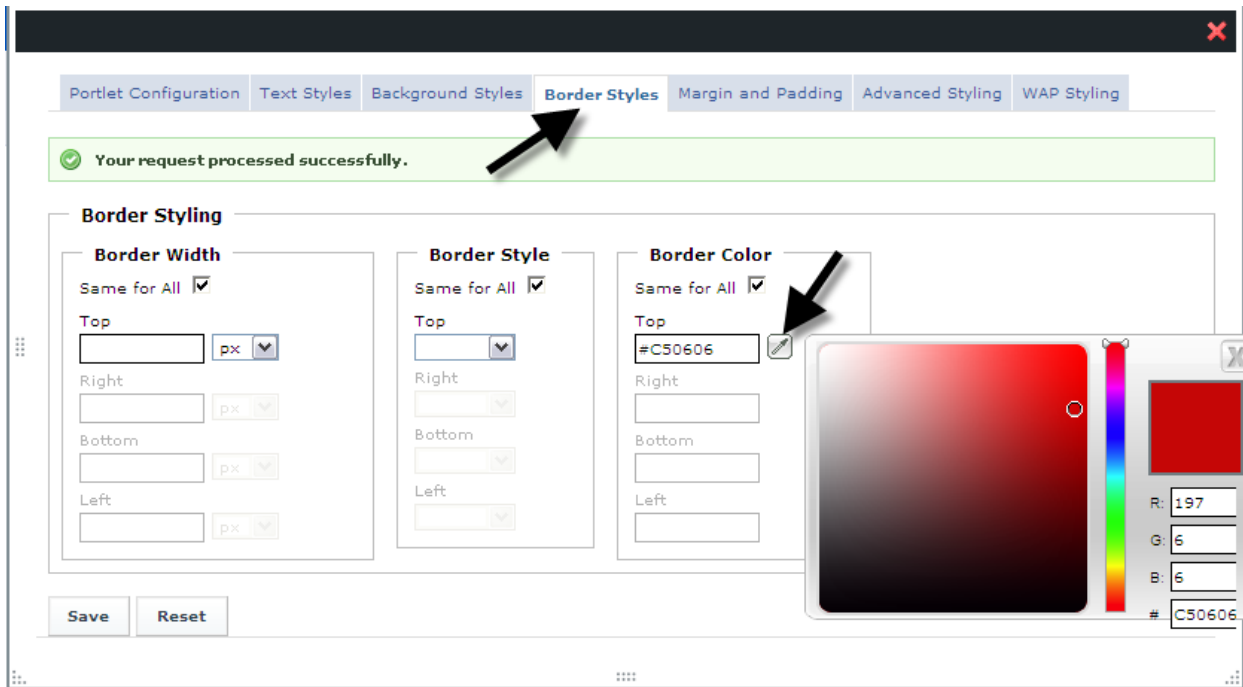 Portlet Configuration Text Styles Background Styles Border Styles Margin and Padding Advanced Styling WAP Styling
Your request processed successfully.
Border Styling
Border Width Border Style Border Color
Same for All Same for All Same for All
Top Top Top
px #C50606
Right Right Right
px
Bottom Bottom Bottom
px
Left Left Left
px
R: 197
G: 6
B: 6
# C50606
Save Reset